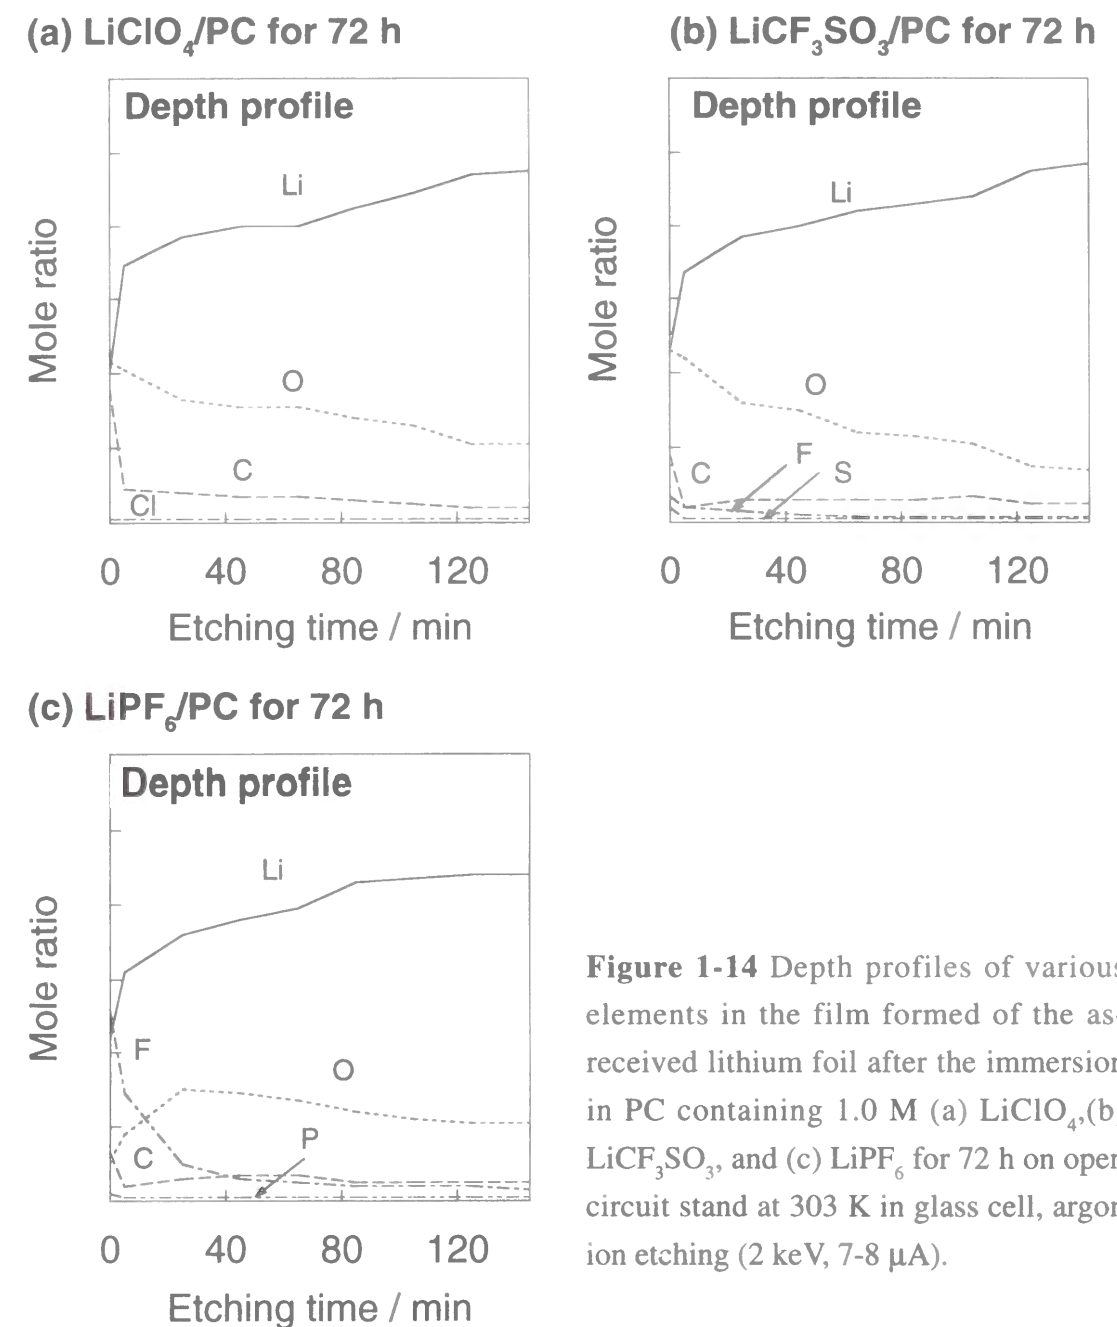 (a) LiClO₄/PC for 72 h
Depth profile
Li
O
C
Cl
Mole ratio
0 40 80 120
Etching time / min
(b) LiCF₃SO₃/PC for 72 h
Depth profile
Li
O
F
S
C
Mole ratio
0 40 80 120
Etching time / min
(c) LiPF₆/PC for 72 h
Depth profile
Li
F
O
P
C
Mole ratio
0 40 80 120
Etching time / min
Figure 1-14 Depth profiles of various
elements in the film formed of the as-
received lithium foil after the immersion
in PC containing 1.0 M (a) LiClO₄,(b)
LiCF₃SO₃, and (c) LiPF₆ for 72 h on open
circuit stand at 303 K in glass cell, argon
ion etching (2 keV, 7-8 μA).